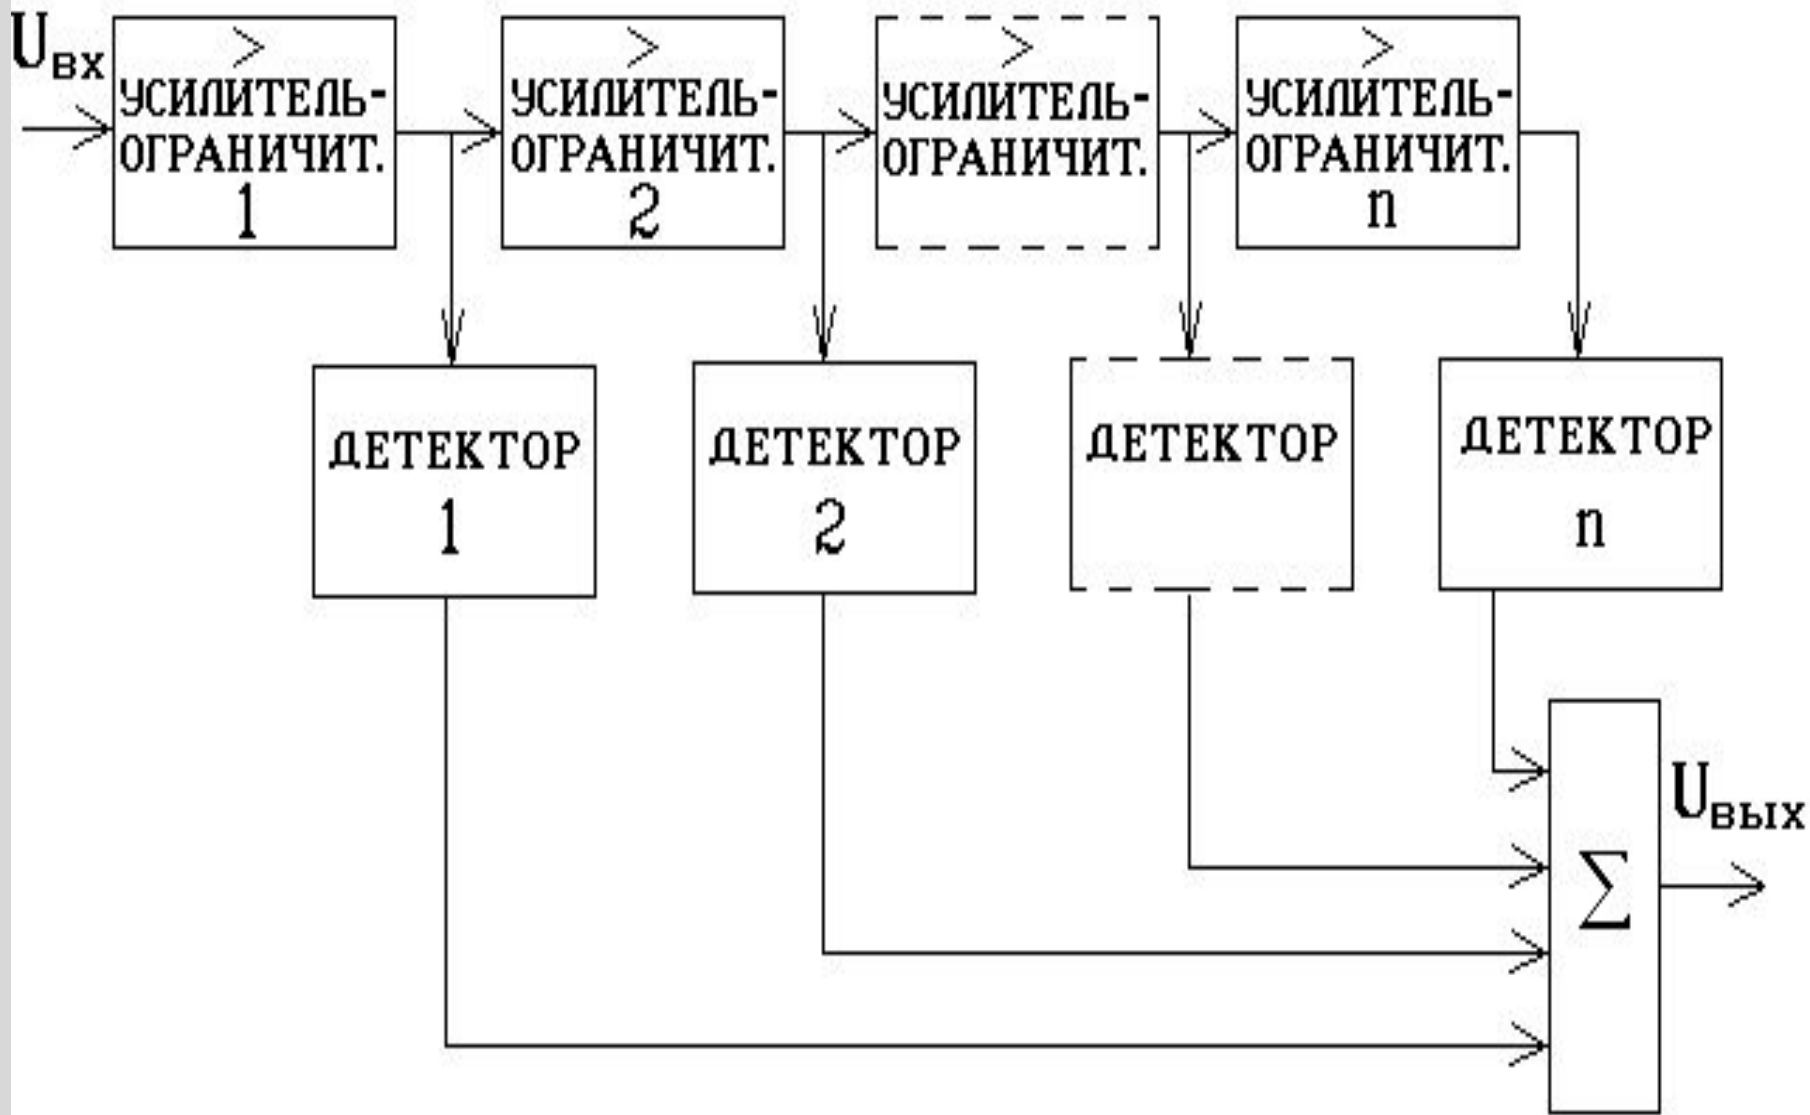 Uвх
>
УСИЛИТЕЛЬ-
ОГРАНИЧИТ.
1
>
УСИЛИТЕЛЬ-
ОГРАНИЧИТ.
2
>
УСИЛИТЕЛЬ-
ОГРАНИЧИТ.
>
УСИЛИТЕЛЬ-
ОГРАНИЧИТ.
n
ДЕТЕКТОР
1
ДЕТЕКТОР
2
ДЕТЕКТОР
ДЕТЕКТОР
n
Σ
Uвых